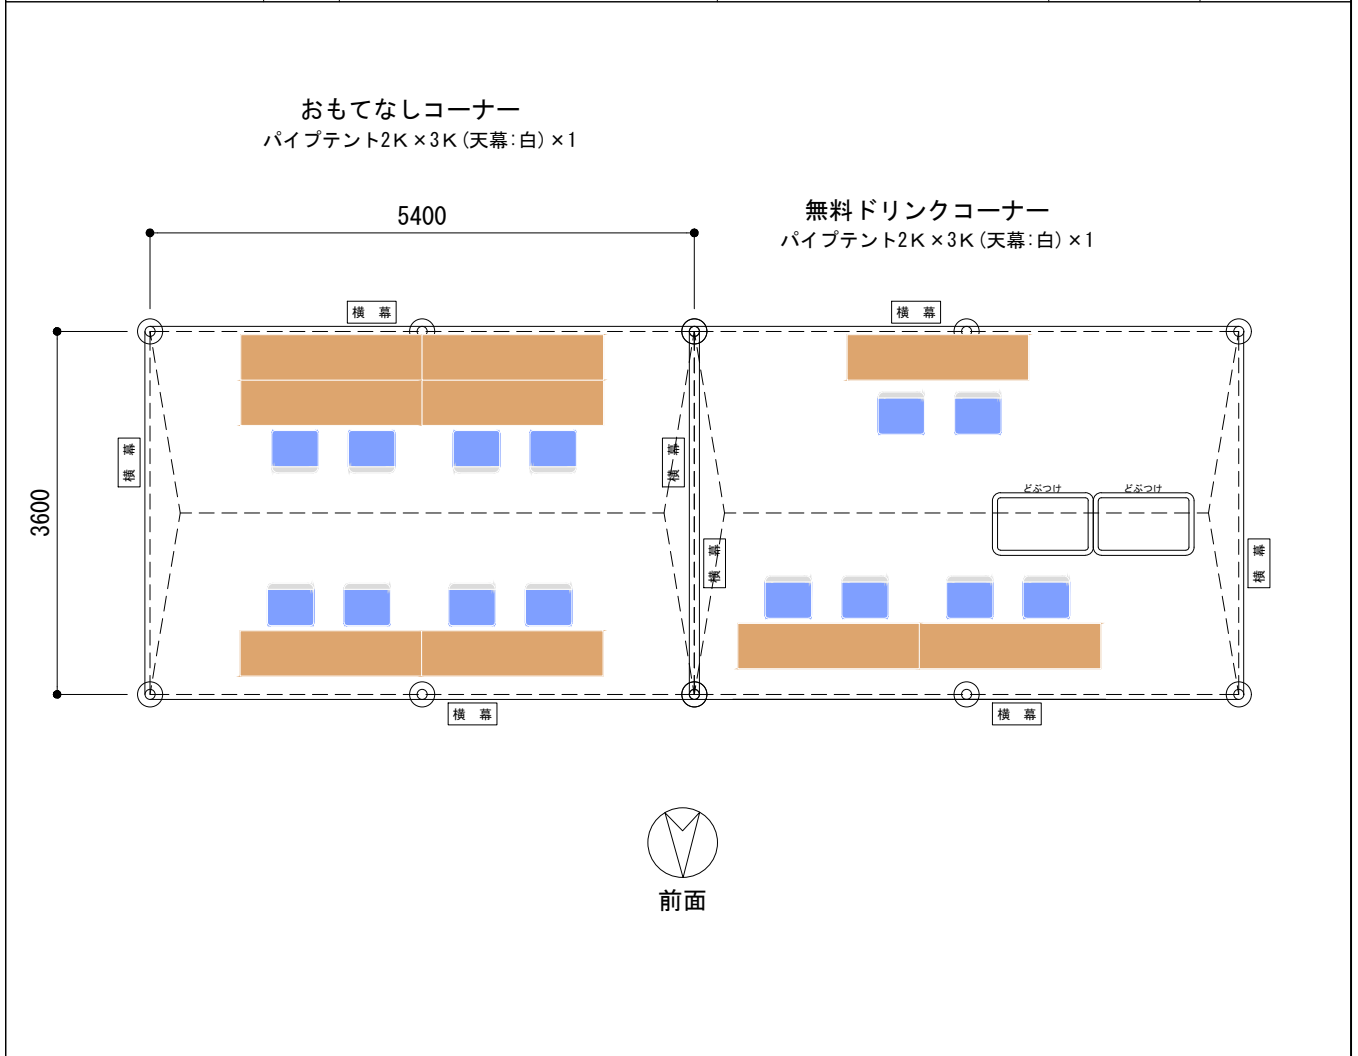 おもてなしコーナー
パイプテント2K×3K(天幕:白)×1
無料ドリンクコーナー
パイプテント2K×3K(天幕:白)×1
5400
横 幕
横 幕
横 幕
横 幕
3600
どぶつけ
どぶつけ
横 幕
横 幕
横 幕
横 幕
前面